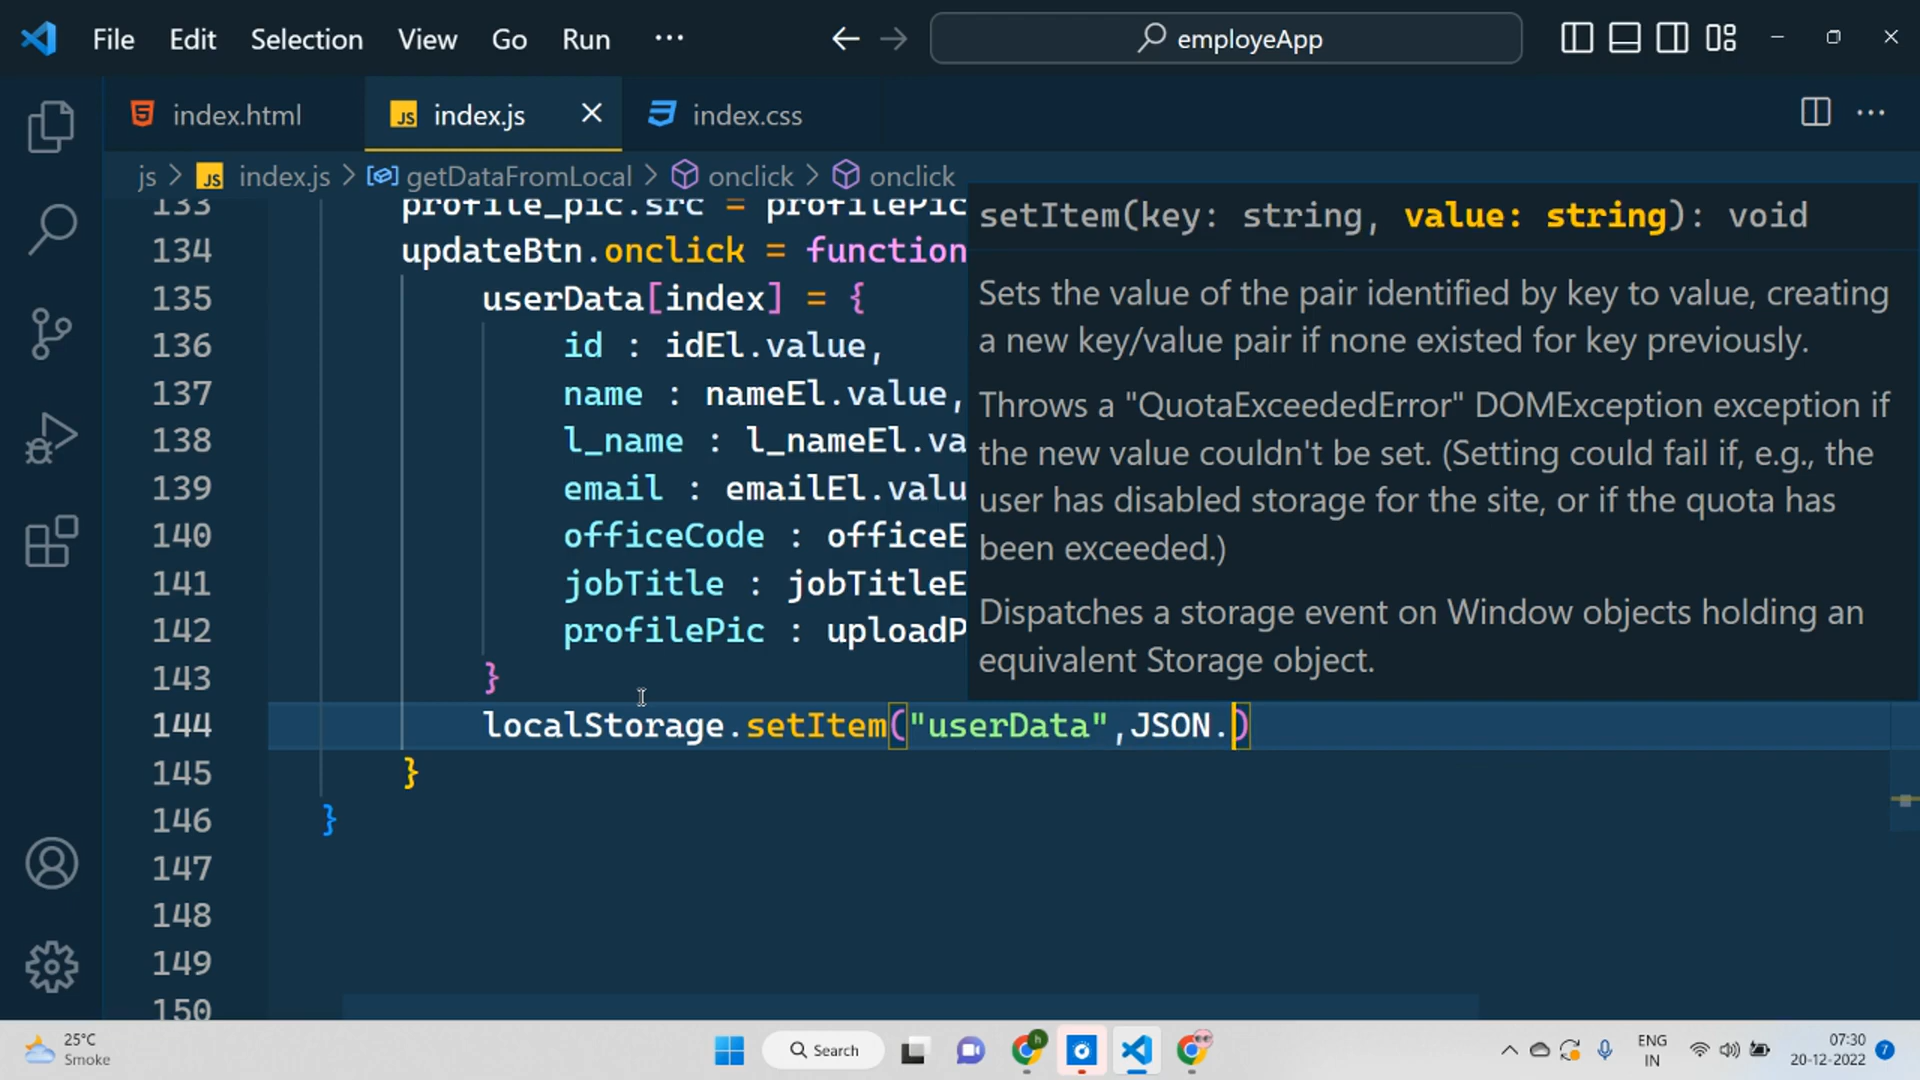 File Edit Selection View Go Run ··· employeApp
index.html index.js index.css
js > index.js > getDataFromLocal > onclick > onclick
133 profile_pic.src = profilePic
134 updateBtn.onclick = function
135 userData[index] = {
136 id : idEl.value,
137 name : nameEl.value,
138 l_name : l_nameEl.va
139 email : emailEl.valu
140 officeCode : officeE
141 jobTitle : jobTitleE
142 profilePic : uploadP
143 }
144 localStorage.setItem("userData",JSON.)
145 }
146 }
147
148
149
150
setItem(key: string, value: string): void
Sets the value of the pair identified by key to value, creating
a new key/value pair if none existed for key previously.
Throws a "QuotaExceededError" DOMException exception if
the new value couldn't be set. (Setting could fail if, e.g., the
user has disabled storage for the site, or if the quota has
been exceeded.)
Dispatches a storage event on Window objects holding an
equivalent Storage object.
25°C
Smoke
Search
h
ENG
IN
07:30
20-12-2022
7